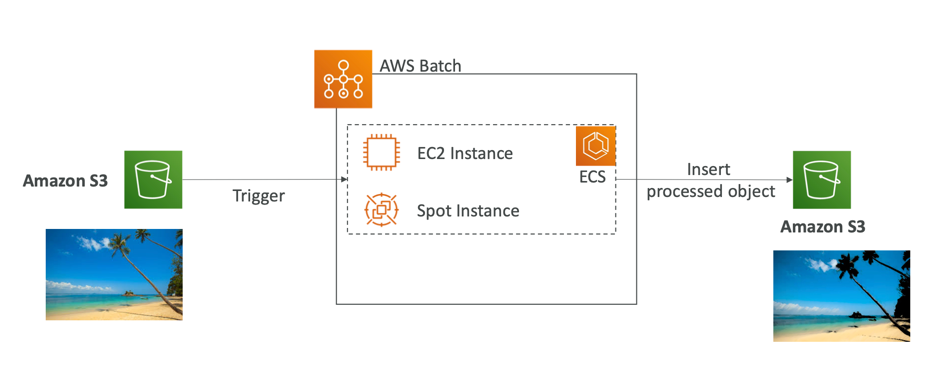 AWS Batch
EC2 Instance
ECS
Spot Instance
Amazon S3
Trigger
Insert
processed object
Amazon S3